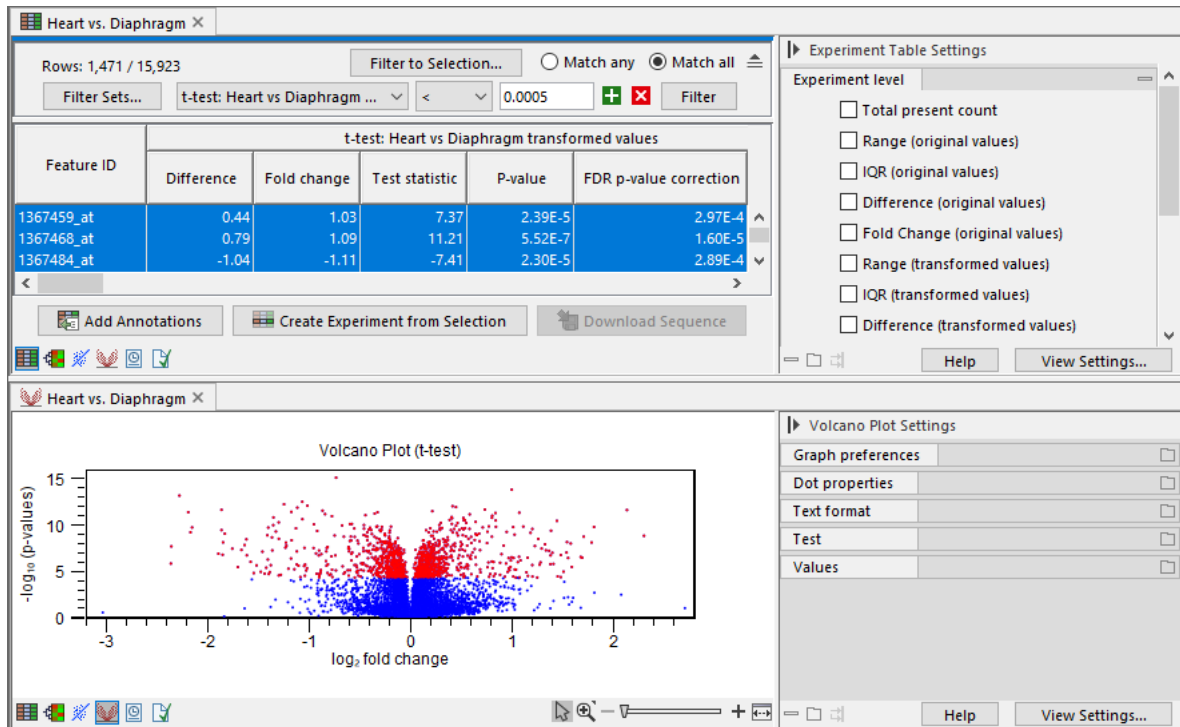 Heart vs. Diaphragm
Rows: 1,471 / 15,923
Filter to Selection...
Match any
Match all
Filter Sets...
t-test: Heart vs Diaphragm ...
<
0.0005
Filter
Feature ID
t-test: Heart vs Diaphragm transformed values
Difference
Fold change
Test statistic
P-value
FDR p-value correction
1367459_at 0.44 1.03 7.37 2.39E-5 2.97E-4
1367468_at 0.79 1.09 11.21 5.52E-7 1.60E-5
1367484_at -1.04 -1.11 -7.41 2.30E-5 2.89E-4
Add Annotations
Create Experiment from Selection
Download Sequence
Experiment Table Settings
Experiment level
Total present count
Range (original values)
IQR (original values)
Difference (original values)
Fold Change (original values)
Range (transformed values)
IQR (transformed values)
Difference (transformed values)
Help
View Settings...
Heart vs. Diaphragm
Volcano Plot (t-test)
-log₁₀ (p-values)
15
10
5
0
-3 -2 -1 0 1 2
log₂ fold change
Volcano Plot Settings
Graph preferences
Dot properties
Text format
Test
Values
Help
View Settings...